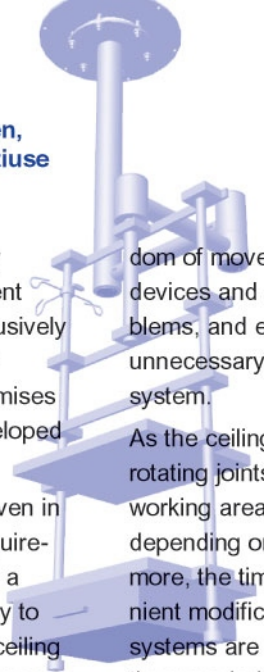 en,
tiuse
ent
usively
mises
eloped
ven in
uire-
a
y to
ceiling
dom of move
devices and
blems, and e
unnecessary
system.
As the ceiling
rotating joints
working area
depending or
more, the tim
nient modific
systems are